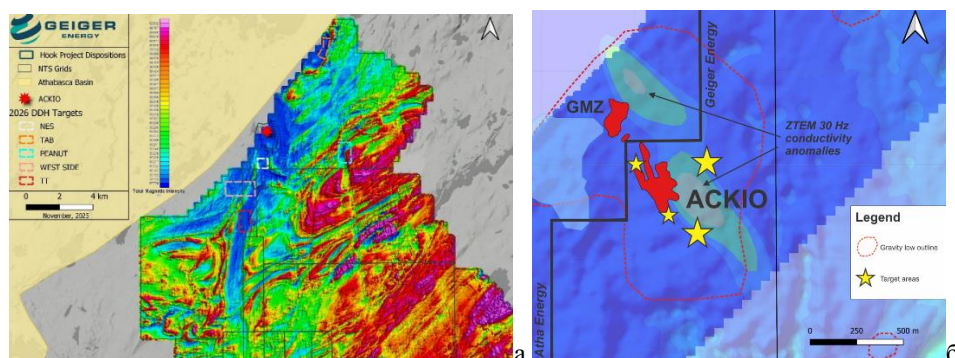 GEIGER
ENERGY
Hook Project Dispositions
NTS Grids
Athabasca Basin
ACKIO
2026 DDH Targets
NES
TAB
PEANUT
WEST SIDE
TT
0 2 4 km
November, 2025
Total Magnetic Intensity
а
GMZ
Geiger Energy
ZTEM 30 Hz
conductivity
anomalies
ACKIO
Atha Energy
Legend
Gravity low outline
Target areas
0 250 500 m
б